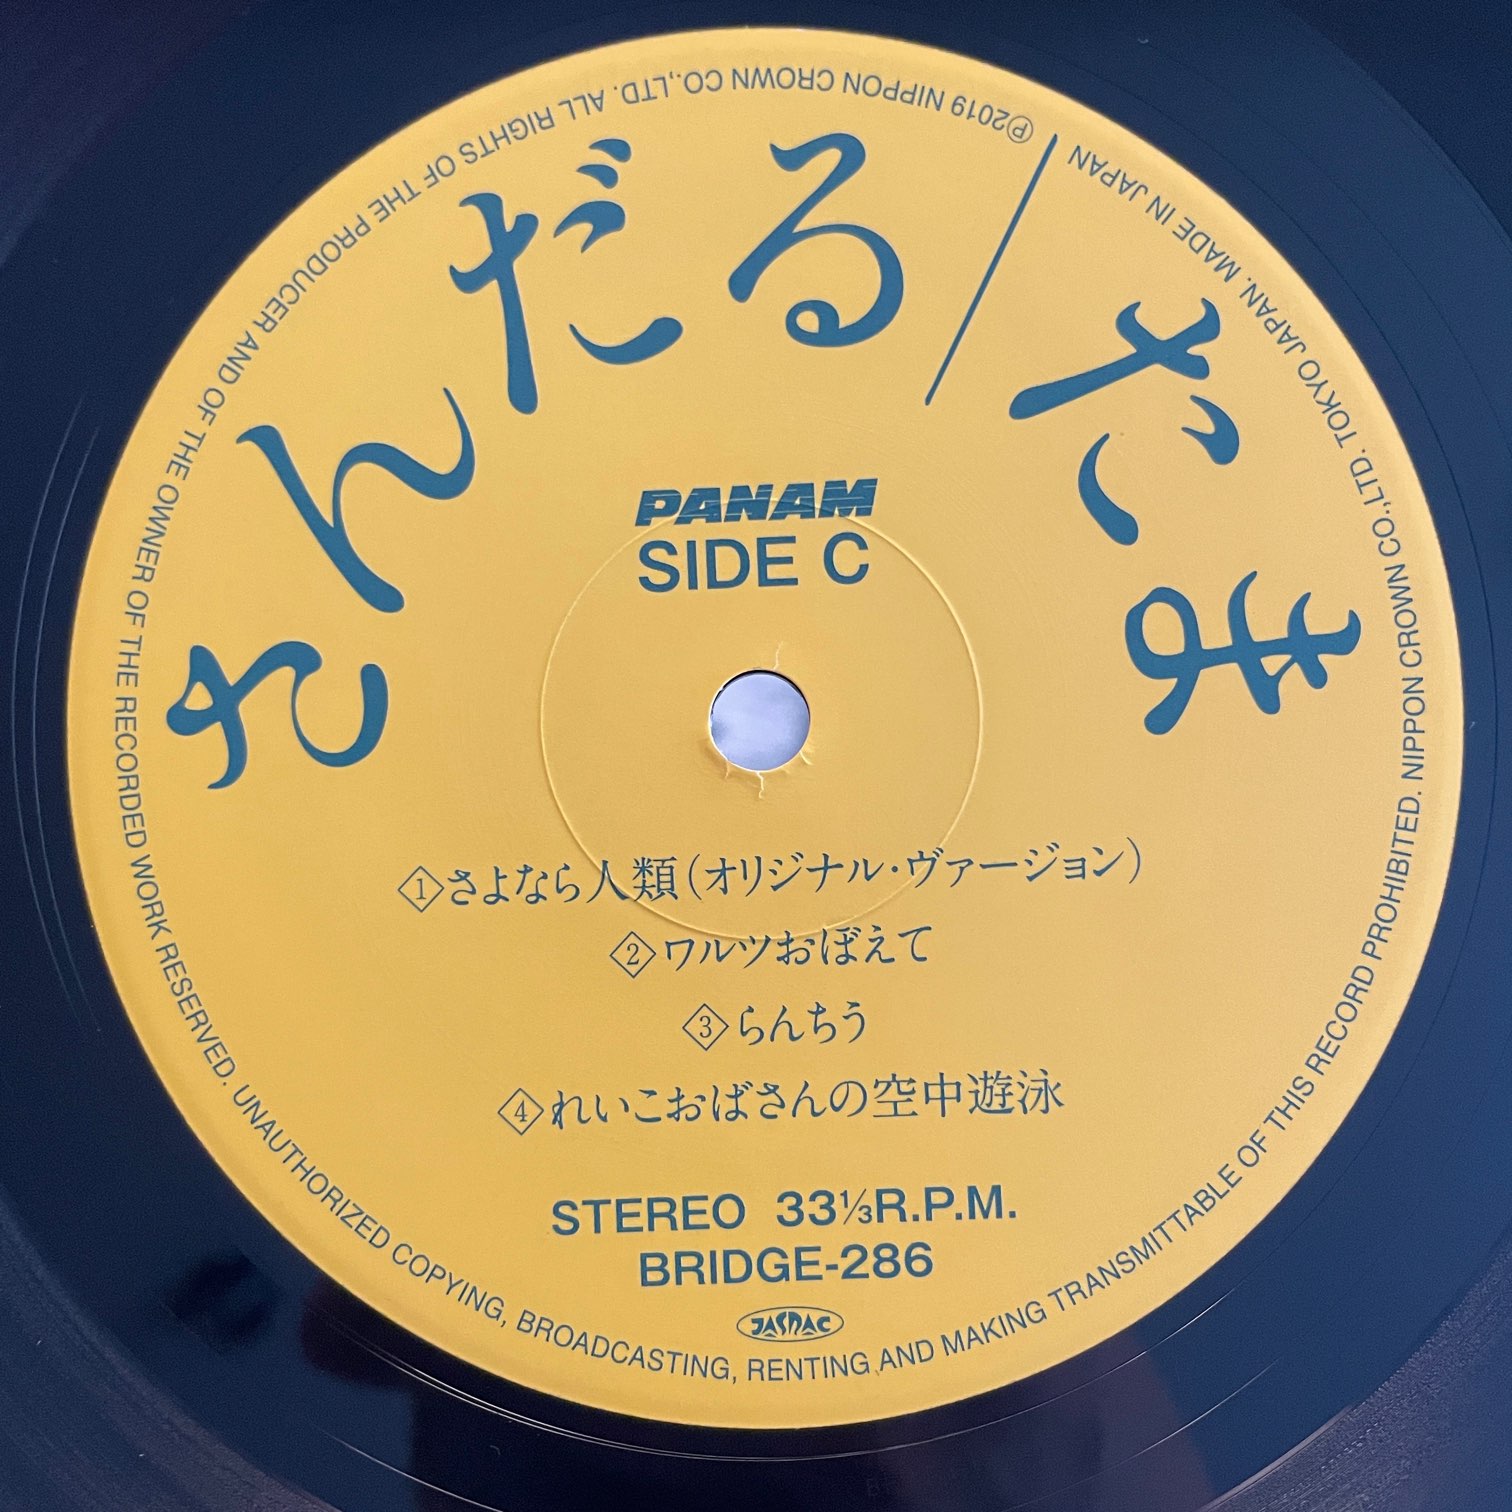 さんだる／たま
PANAM
SIDE C
1 さよなら人類(オリジナル・ヴァージョン)
2 ワルツおぼえて
3 らんちう
4 れいこおばさんの空中遊泳
STEREO 33⅓R.P.M.
BRIDGE-286
JASRAC
℗2019 NIPPON CROWN CO.,LTD. ALL RIGHTS OF THE PRODUCER AND OF THE OWNER OF THE RECORDED WORK RESERVED. UNAUTHORIZED COPYING, BROADCASTING, RENTING AND MAKING TRANSMITTABLE OF THIS RECORD PROHIBITED. NIPPON CROWN CO.,LTD. TOKYO JAPAN. MADE IN JAPAN